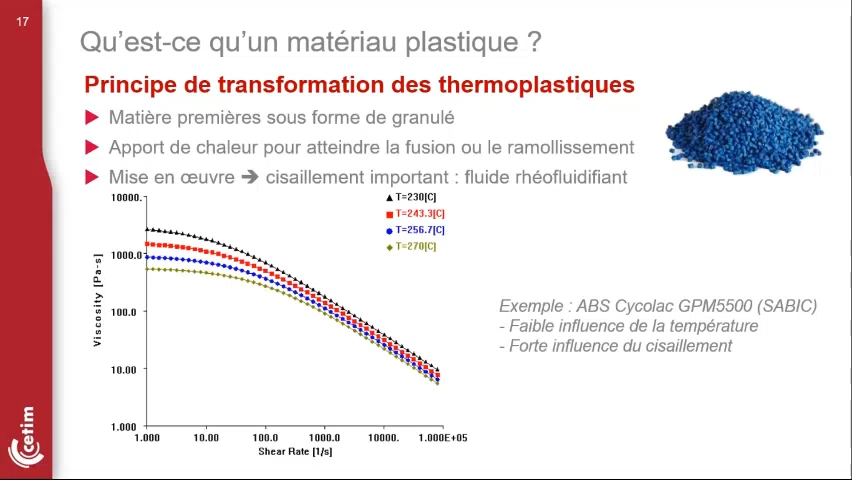 17
Qu'est-ce qu'un matériau plastique ?
Principe de transformation des thermoplastiques
Matière premières sous forme de granulé
Apport de chaleur pour atteindre la fusion ou le ramollissement
Mise en œuvre ➔ cisaillement important : fluide rhéofluidifiant
T=230[C]
T=243.3[C]
T=256.7[C]
T=270[C]
10000.
1000.0
100.0
10.00
1.000
Viscosity [Pa-s]
1.000 10.00 100.0 1000.0 10000. 1.000E+05
Shear Rate [1/s]
Exemple : ABS Cycolac GPM5500 (SABIC)
- Faible influence de la température
- Forte influence du cisaillement
cetim